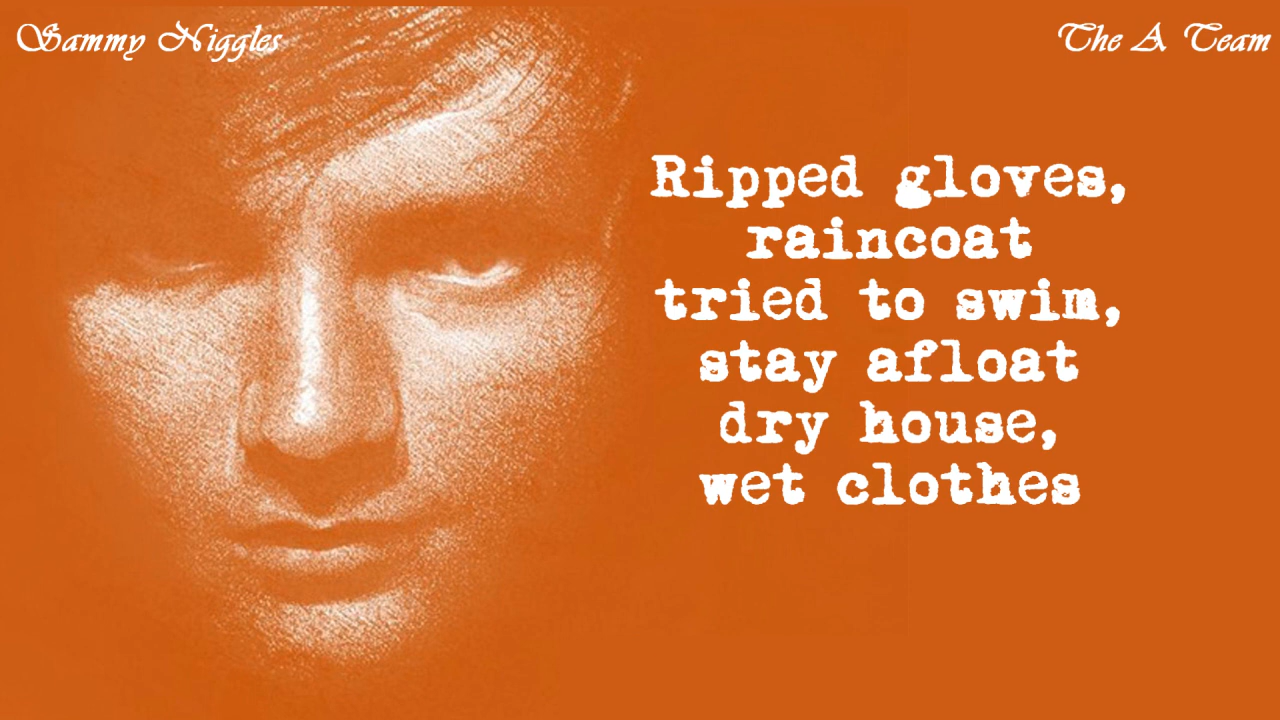 Sammy Niggles
The A Team
Ripped gloves,
raincoat
tried to swim,
stay afloat
dry house,
wet clothes